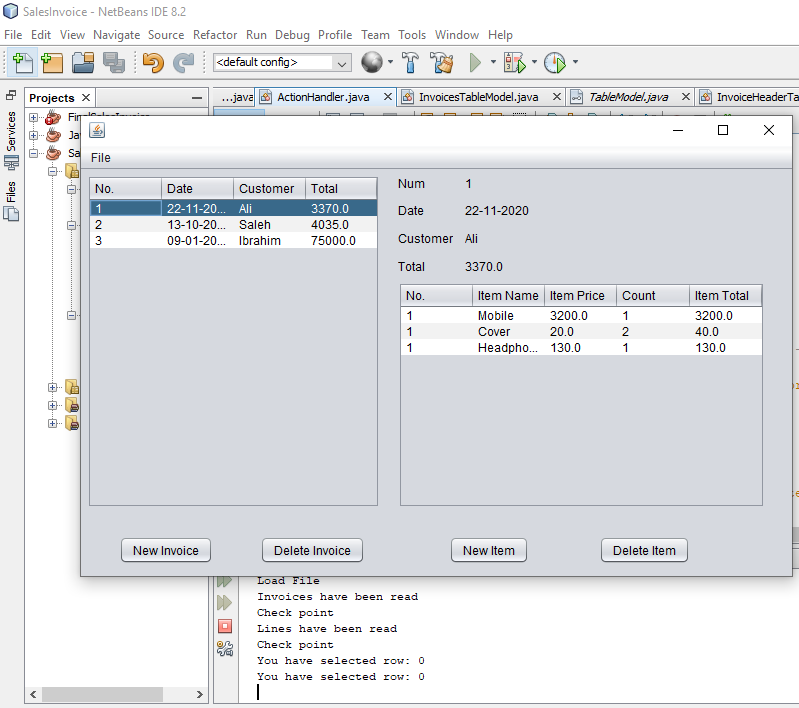 SalesInvoice - NetBeans IDE 8.2
File Edit View Navigate Source Refactor Run Debug Profile Team Tools Window Help
<default config>
Projects
...java ActionHandler.java InvoicesTableModel.java TableModel.java InvoiceHeaderTa
Services
Files
File
No. Date Customer Total
1 22-11-20... Ali 3370.0
2 13-10-20... Saleh 4035.0
3 09-01-20... Ibrahim 75000.0
Num 1
Date 22-11-2020
Customer Ali
Total 3370.0
No. Item Name Item Price Count Item Total
1 Mobile 3200.0 1 3200.0
1 Cover 20.0 2 40.0
1 Headpho... 130.0 1 130.0
New Invoice Delete Invoice New Item Delete Item
Load File
Invoices have been read
Check point
Lines have been read
Check point
You have selected row: 0
You have selected row: 0